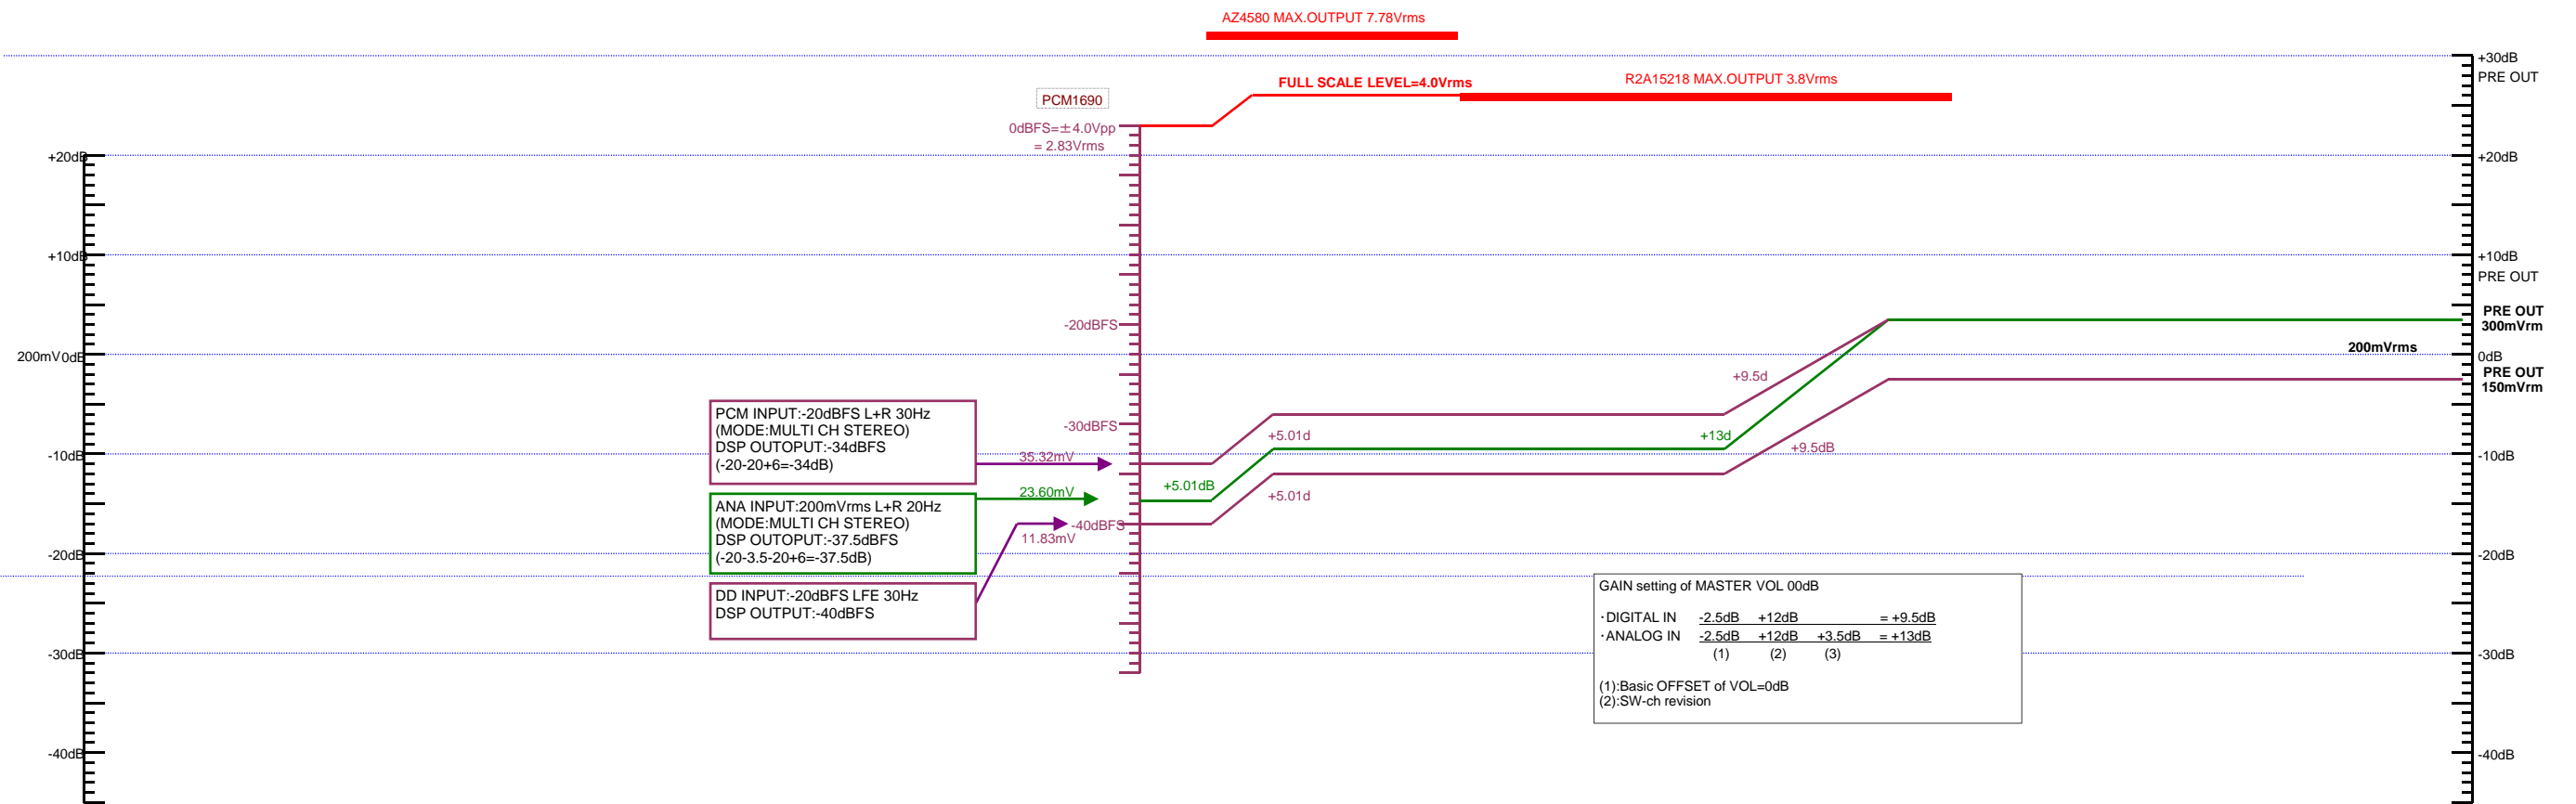 AZ4580 MAX.OUTPUT 7.78Vrms
FULL SCALE LEVEL=4.0Vrms
R2A15218 MAX.OUTPUT 3.8Vrms
PCM1690
0dBFS=±4.0Vpp
= 2.83Vrms
-20dBFS
-30dBFS
-40dBFS
+20dB
+10dB
200mV 0dB
-10dB
-20dB
-30dB
-40dB
PCM INPUT:-20dBFS L+R 30Hz
(MODE:MULTI CH STEREO)
DSP OUTOPUT:-34dBFS
(-20-20+6=-34dB)
35.32mV
ANA INPUT:200mVrms L+R 20Hz
(MODE:MULTI CH STEREO)
DSP OUTOPUT:-37.5dBFS
(-20-3.5-20+6=-37.5dB)
23.60mV
DD INPUT:-20dBFS LFE 30Hz
DSP OUTPUT:-40dBFS
11.83mV
+5.01d
+5.01dB
+5.01d
+9.5d
+13d
+9.5dB
200mVrms
GAIN setting of MASTER VOL 00dB
·DIGITAL IN -2.5dB +12dB = +9.5dB
·ANALOG IN -2.5dB +12dB +3.5dB = +13dB
(1) (2) (3)
(1):Basic OFFSET of VOL=0dB
(2):SW-ch revision
+30dB
PRE OUT
+20dB
+10dB
PRE OUT
PRE OUT
300mVrm
0dB
PRE OUT
150mVrm
-10dB
-20dB
-30dB
-40dB